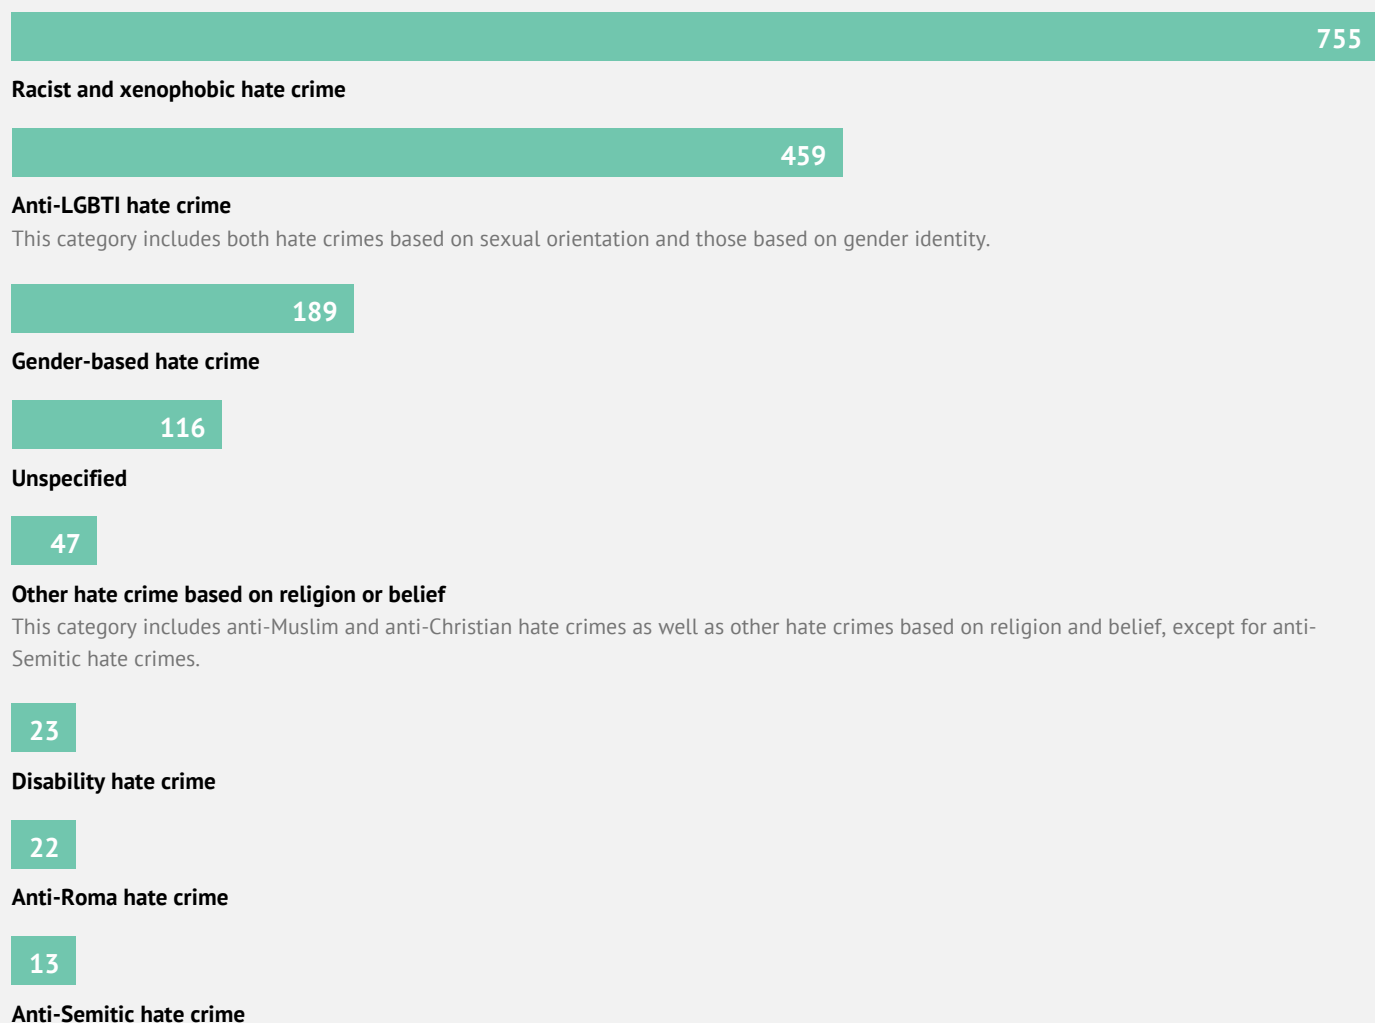 755
Racist and xenophobic hate crime
459
Anti-LGBTI hate crime
This category includes both hate crimes based on sexual orientation and those based on gender identity.
189
Gender-based hate crime
116
Unspecified
47
Other hate crime based on religion or belief
This category includes anti-Muslim and anti-Christian hate crimes as well as other hate crimes based on religion and belief, except for anti-
Semitic hate crimes.
23
Disability hate crime
22
Anti-Roma hate crime
13
Anti-Semitic hate crime